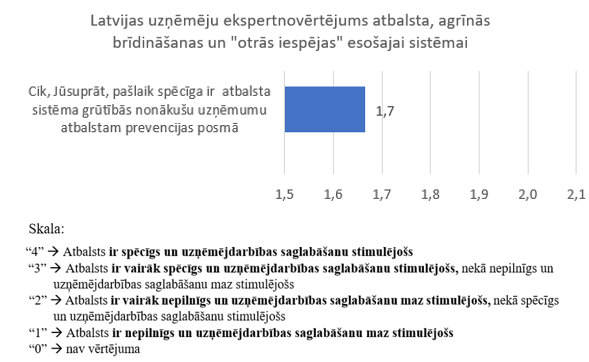 Latvijas uzņēmēju ekspertnovērtējums atbalsta, agrīnās
brīdināšanas un "otrās iespējas" esošajai sistēmai
Cik, Jūsuprāt, pašlaik spēcīga ir atbalsta
sistēma grūtībās nonākušu uzņēmumu
atbalstam prevencijas posmā
1,7
1,5 1,6 1,7 1,8 1,9 2,0 2,1
Skala:
“4” → Atbalsts ir spēcīgs un uzņēmējdarbības saglabāšanu stimulējošs
“3” → Atbalsts ir vairāk spēcīgs un uzņēmējdarbības saglabāšanu stimulējošs, nekā nepilnīgs un
uzņēmējdarbības saglabāšanu maz stimulējošs
“2” → Atbalsts ir vairāk nepilnīgs un uzņēmējdarbības saglabāšanu maz stimulējošs, nekā spēcīgs
un uzņēmējdarbības saglabāšanu stimulējošs
“1” → Atbalsts ir nepilnīgs un uzņēmējdarbības saglabāšanu maz stimulējošs
“0” → nav vērtējuma